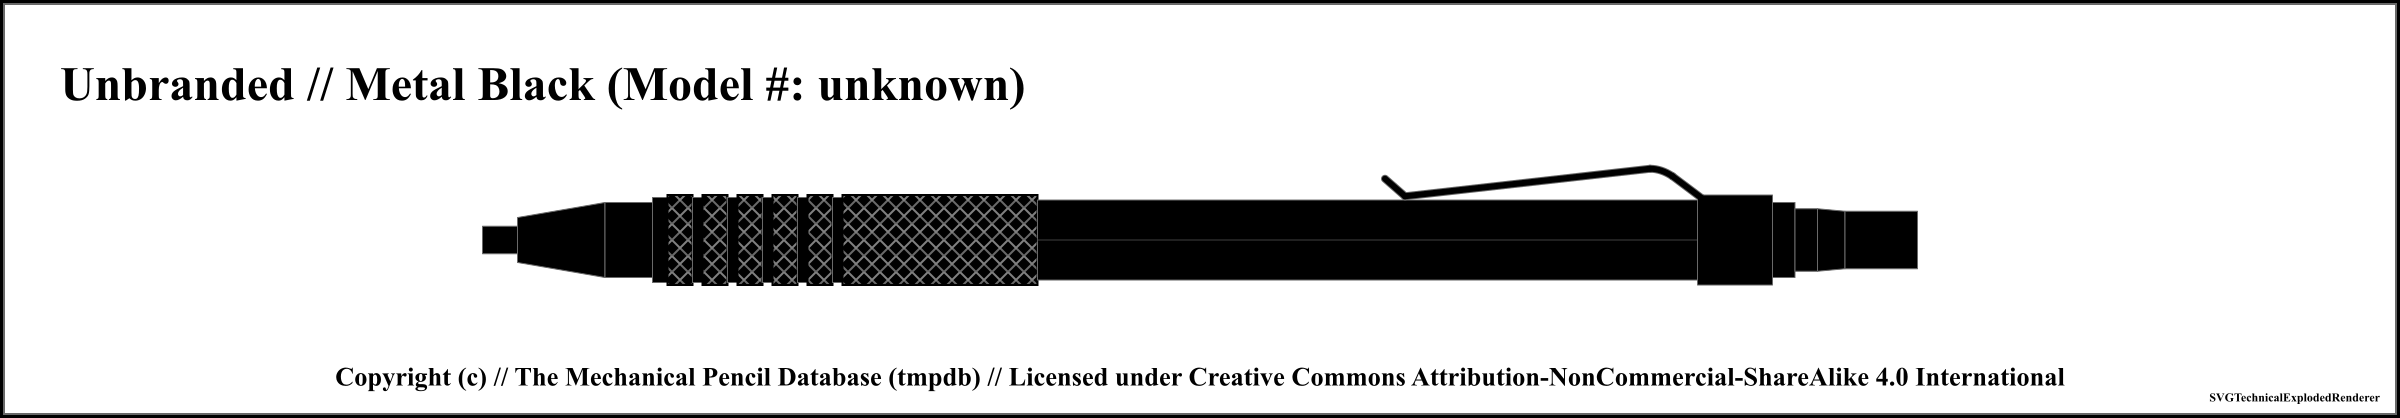 Unbranded // Metal Black (Model #: unknown)
Copyright (c) // The Mechanical Pencil Database (tmpdb) // Licensed under Creative Commons Attribution-NonCommercial-ShareAlike 4.0 International
SVGTechnicalExplodedRenderer